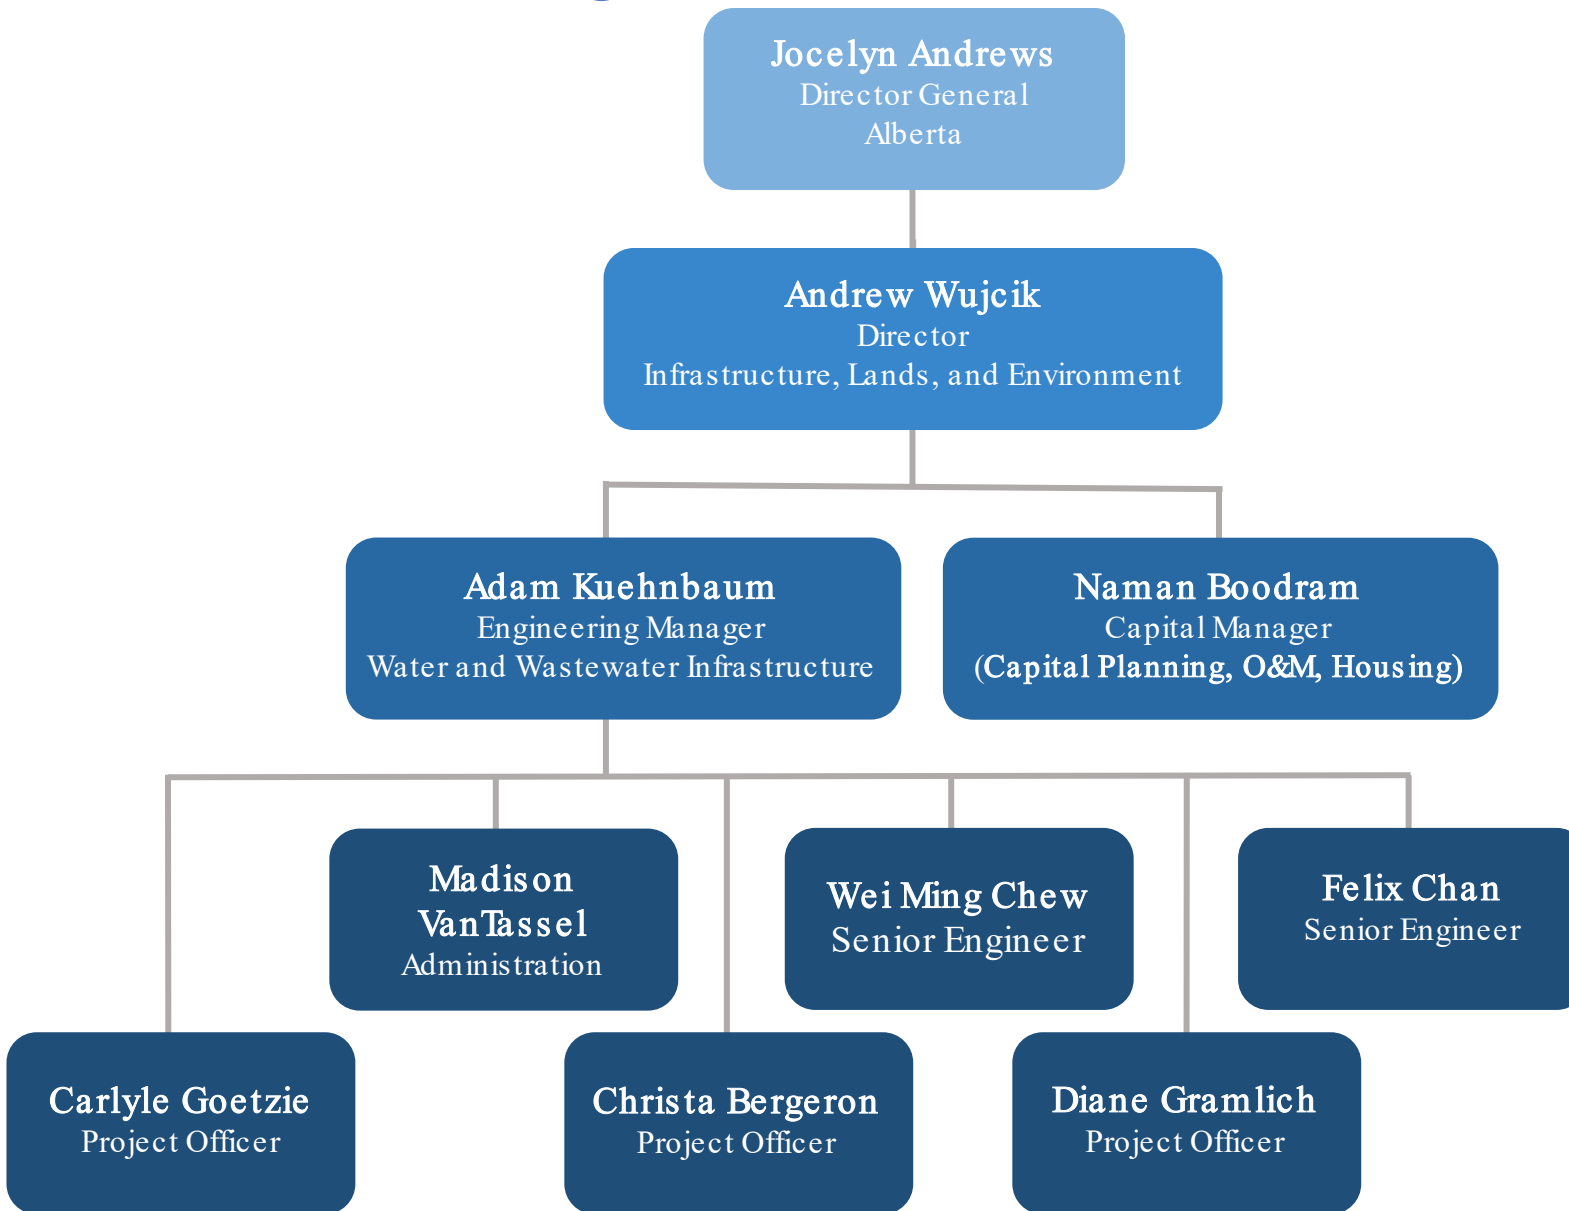 Jocelyn Andrews
Director General
Alberta
Andrew Wujcik
Director
Infrastructure, Lands, and Environment
Adam Kuehnbaum
Engineering Manager
Water and Wastewater Infrastructure
Naman Boodram
Capital Manager
(Capital Planning, O&M, Housing)
Madison
VanTassel
Administration
Wei Ming Chew
Senior Engineer
Felix Chan
Senior Engineer
Carlyle Goetzie
Project Officer
Christa Bergeron
Project Officer
Diane Gramlich
Project Officer